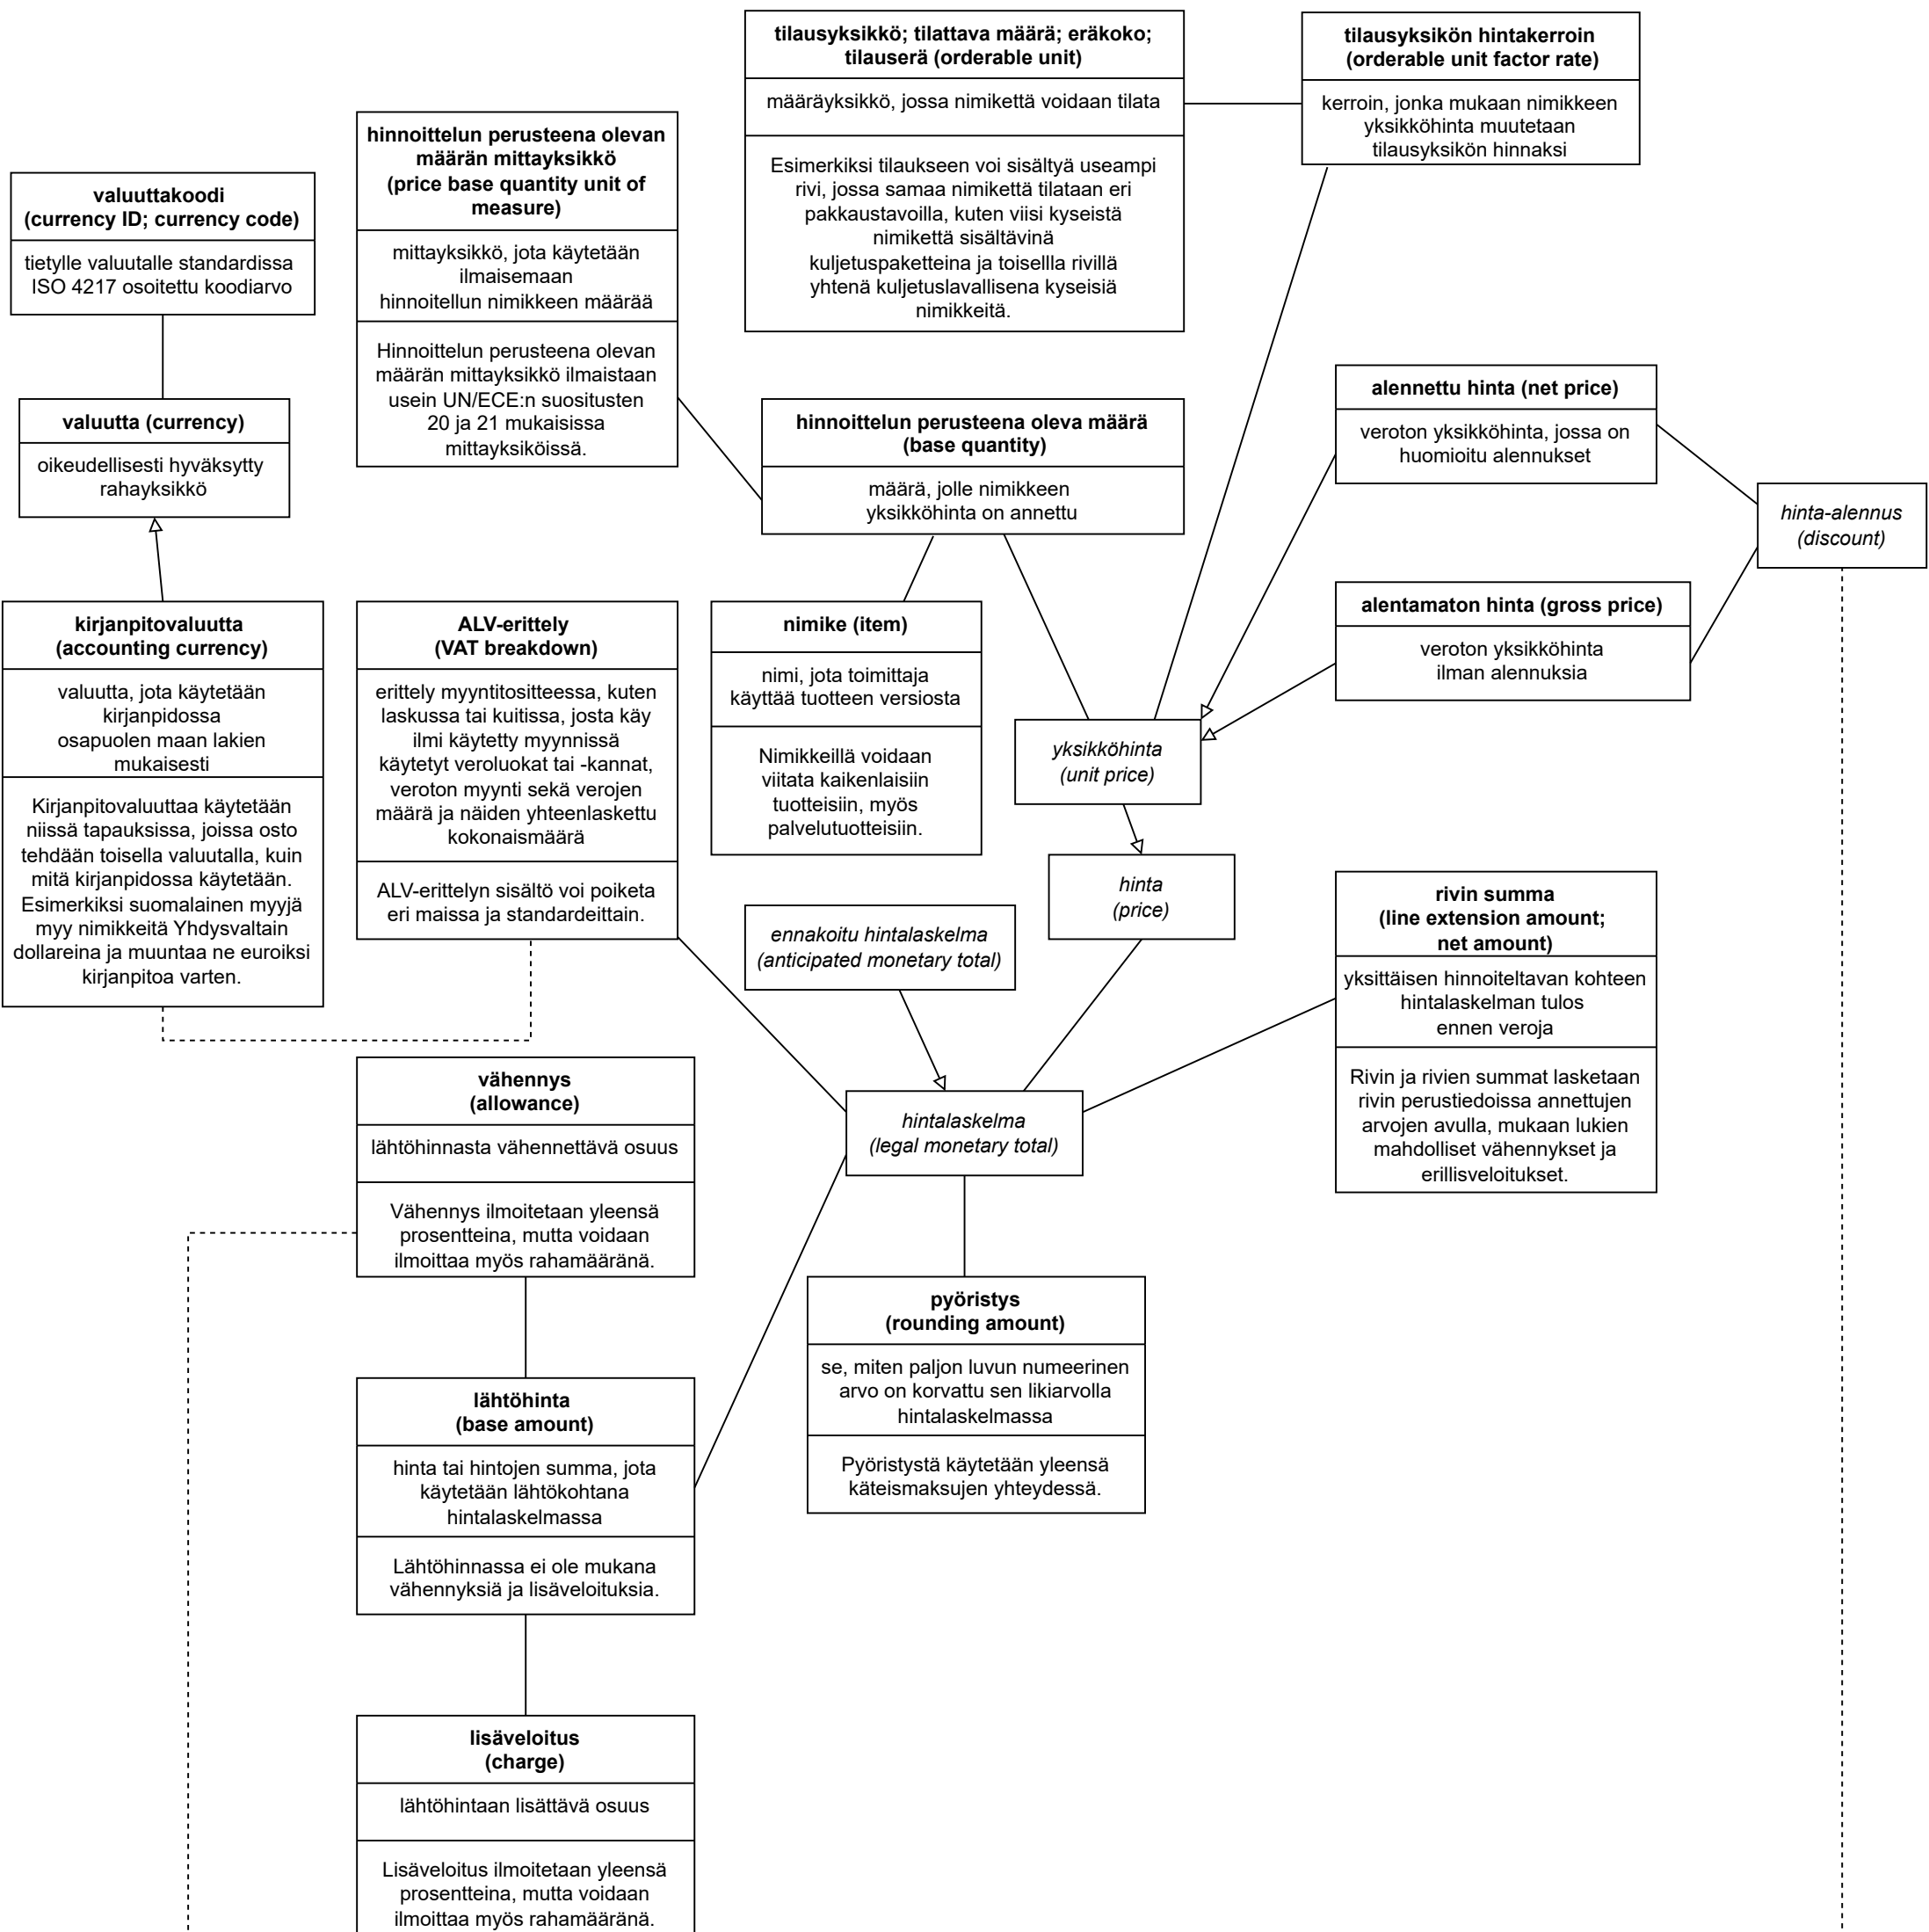 tilausyksikkö; tilattava määrä; eräkoko;
tilauserä (orderable unit)
määräyksikkö, jossa nimikettä voidaan tilata
Esimerkiksi tilaukseen voi sisältyä useampi
rivi, jossa samaa nimikettä tilataan eri
pakkaustavoilla, kuten viisi kyseistä
nimikettä sisältävinä
kuljetuspaketteina ja toisellla rivillä
yhtenä kuljetuslavallisena kyseisiä
nimikkeitä.
tilausyksikön hintakerroin
(orderable unit factor rate)
kerroin, jonka mukaan nimikkeen
yksikköhinta muutetaan
tilausyksikön hinnaksi
hinnoittelun perusteena olevan
määrän mittayksikkö
(price base quantity unit of
measure)
mittayksikkö, jota käytetään
ilmaisemaan
hinnoitellun nimikkeen määrää
Hinnoittelun perusteena olevan
määrän mittayksikkö ilmaistaan
usein UN/ECE:n suositusten
20 ja 21 mukaisissa
mittayksiköissä.
valuuttakoodi
(currency ID; currency code)
tietylle valuutalle standardissa
ISO 4217 osoitettu koodiarvo
valuutta (currency)
oikeudellisesti hyväksytty
rahayksikkö
hinnoittelun perusteena oleva määrä
(base quantity)
määrä, jolle nimikkeen
yksikköhinta on annettu
alennettu hinta (net price)
veroton yksikköhinta, jossa on
huomioitu alennukset
hinta-alennus
(discount)
alentamaton hinta (gross price)
veroton yksikköhinta
ilman alennuksia
kirjanpitovaluutta
(accounting currency)
valuutta, jota käytetään
kirjanpidossa
osapuolen maan lakien
mukaisesti
Kirjanpitovaluuttaa käytetään
niissä tapauksissa, joissa osto
tehdään toisella valuutalla, kuin
mitä kirjanpidossa käytetään.
Esimerkiksi suomalainen myyjä
myy nimikkeitä Yhdysvaltain
dollareina ja muuntaa ne euroiksi
kirjanpitoa varten.
ALV-erittely
(VAT breakdown)
erittely myyntitositteessa, kuten
laskussa tai kuitissa, josta käy
ilmi käytetty myynnissä
käytetyt veroluokat tai -kannat,
veroton myynti sekä verojen
määrä ja näiden yhteenlaskettu
kokonaismäärä
ALV-erittelyn sisältö voi poiketa
eri maissa ja standardeittain.
nimike (item)
nimi, jota toimittaja
käyttää tuotteen versiosta
Nimikkeillä voidaan
viitata kaikenlaisiin
tuotteisiin, myös
palvelutuotteisiin.
yksikköhinta
(unit price)
hinta
(price)
ennakoitu hintalaskelma
(anticipated monetary total)
rivin summa
(line extension amount;
net amount)
yksittäisen hinnoiteltavan kohteen
hintalaskelman tulos
ennen veroja
Rivin ja rivien summat lasketaan
rivin perustiedoissa annettujen
arvojen avulla, mukaan lukien
mahdolliset vähennykset ja
erillisveloitukset.
hintalaskelma
(legal monetary total)
vähennys
(allowance)
lähtöhinnasta vähennettävä osuus
Vähennys ilmoitetaan yleensä
prosentteina, mutta voidaan
ilmoittaa myös rahamääränä.
pyöristys
(rounding amount)
se, miten paljon luvun numeerinen
arvo on korvattu sen likiarvolla
hintalaskelmassa
Pyöristystä käytetään yleensä
käteismaksujen yhteydessä.
lähtöhinta
(base amount)
hinta tai hintojen summa, jota
käytetään lähtökohtana
hintalaskelmassa
Lähtöhinnassa ei ole mukana
vähennyksiä ja lisäveloituksia.
lisäveloitus
(charge)
lähtöhintaan lisättävä osuus
Lisäveloitus ilmoitetaan yleensä
prosentteina, mutta voidaan
ilmoittaa myös rahamääränä.